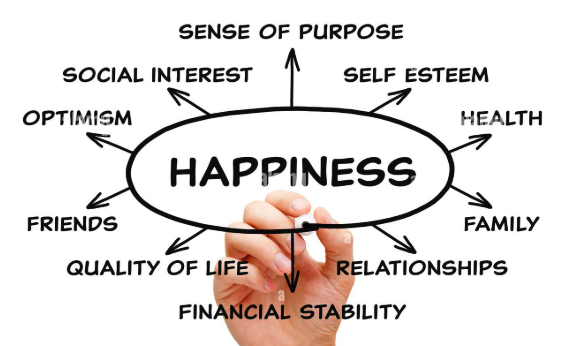 SENSE OF PURPOSE
SOCIAL INTEREST
SELF ESTEEM
OPTIMISM
HEALTH
HAPPINESS
FRIENDS
FAMILY
QUALITY OF LIFE
RELATIONSHIPS
FINANCIAL STABILITY